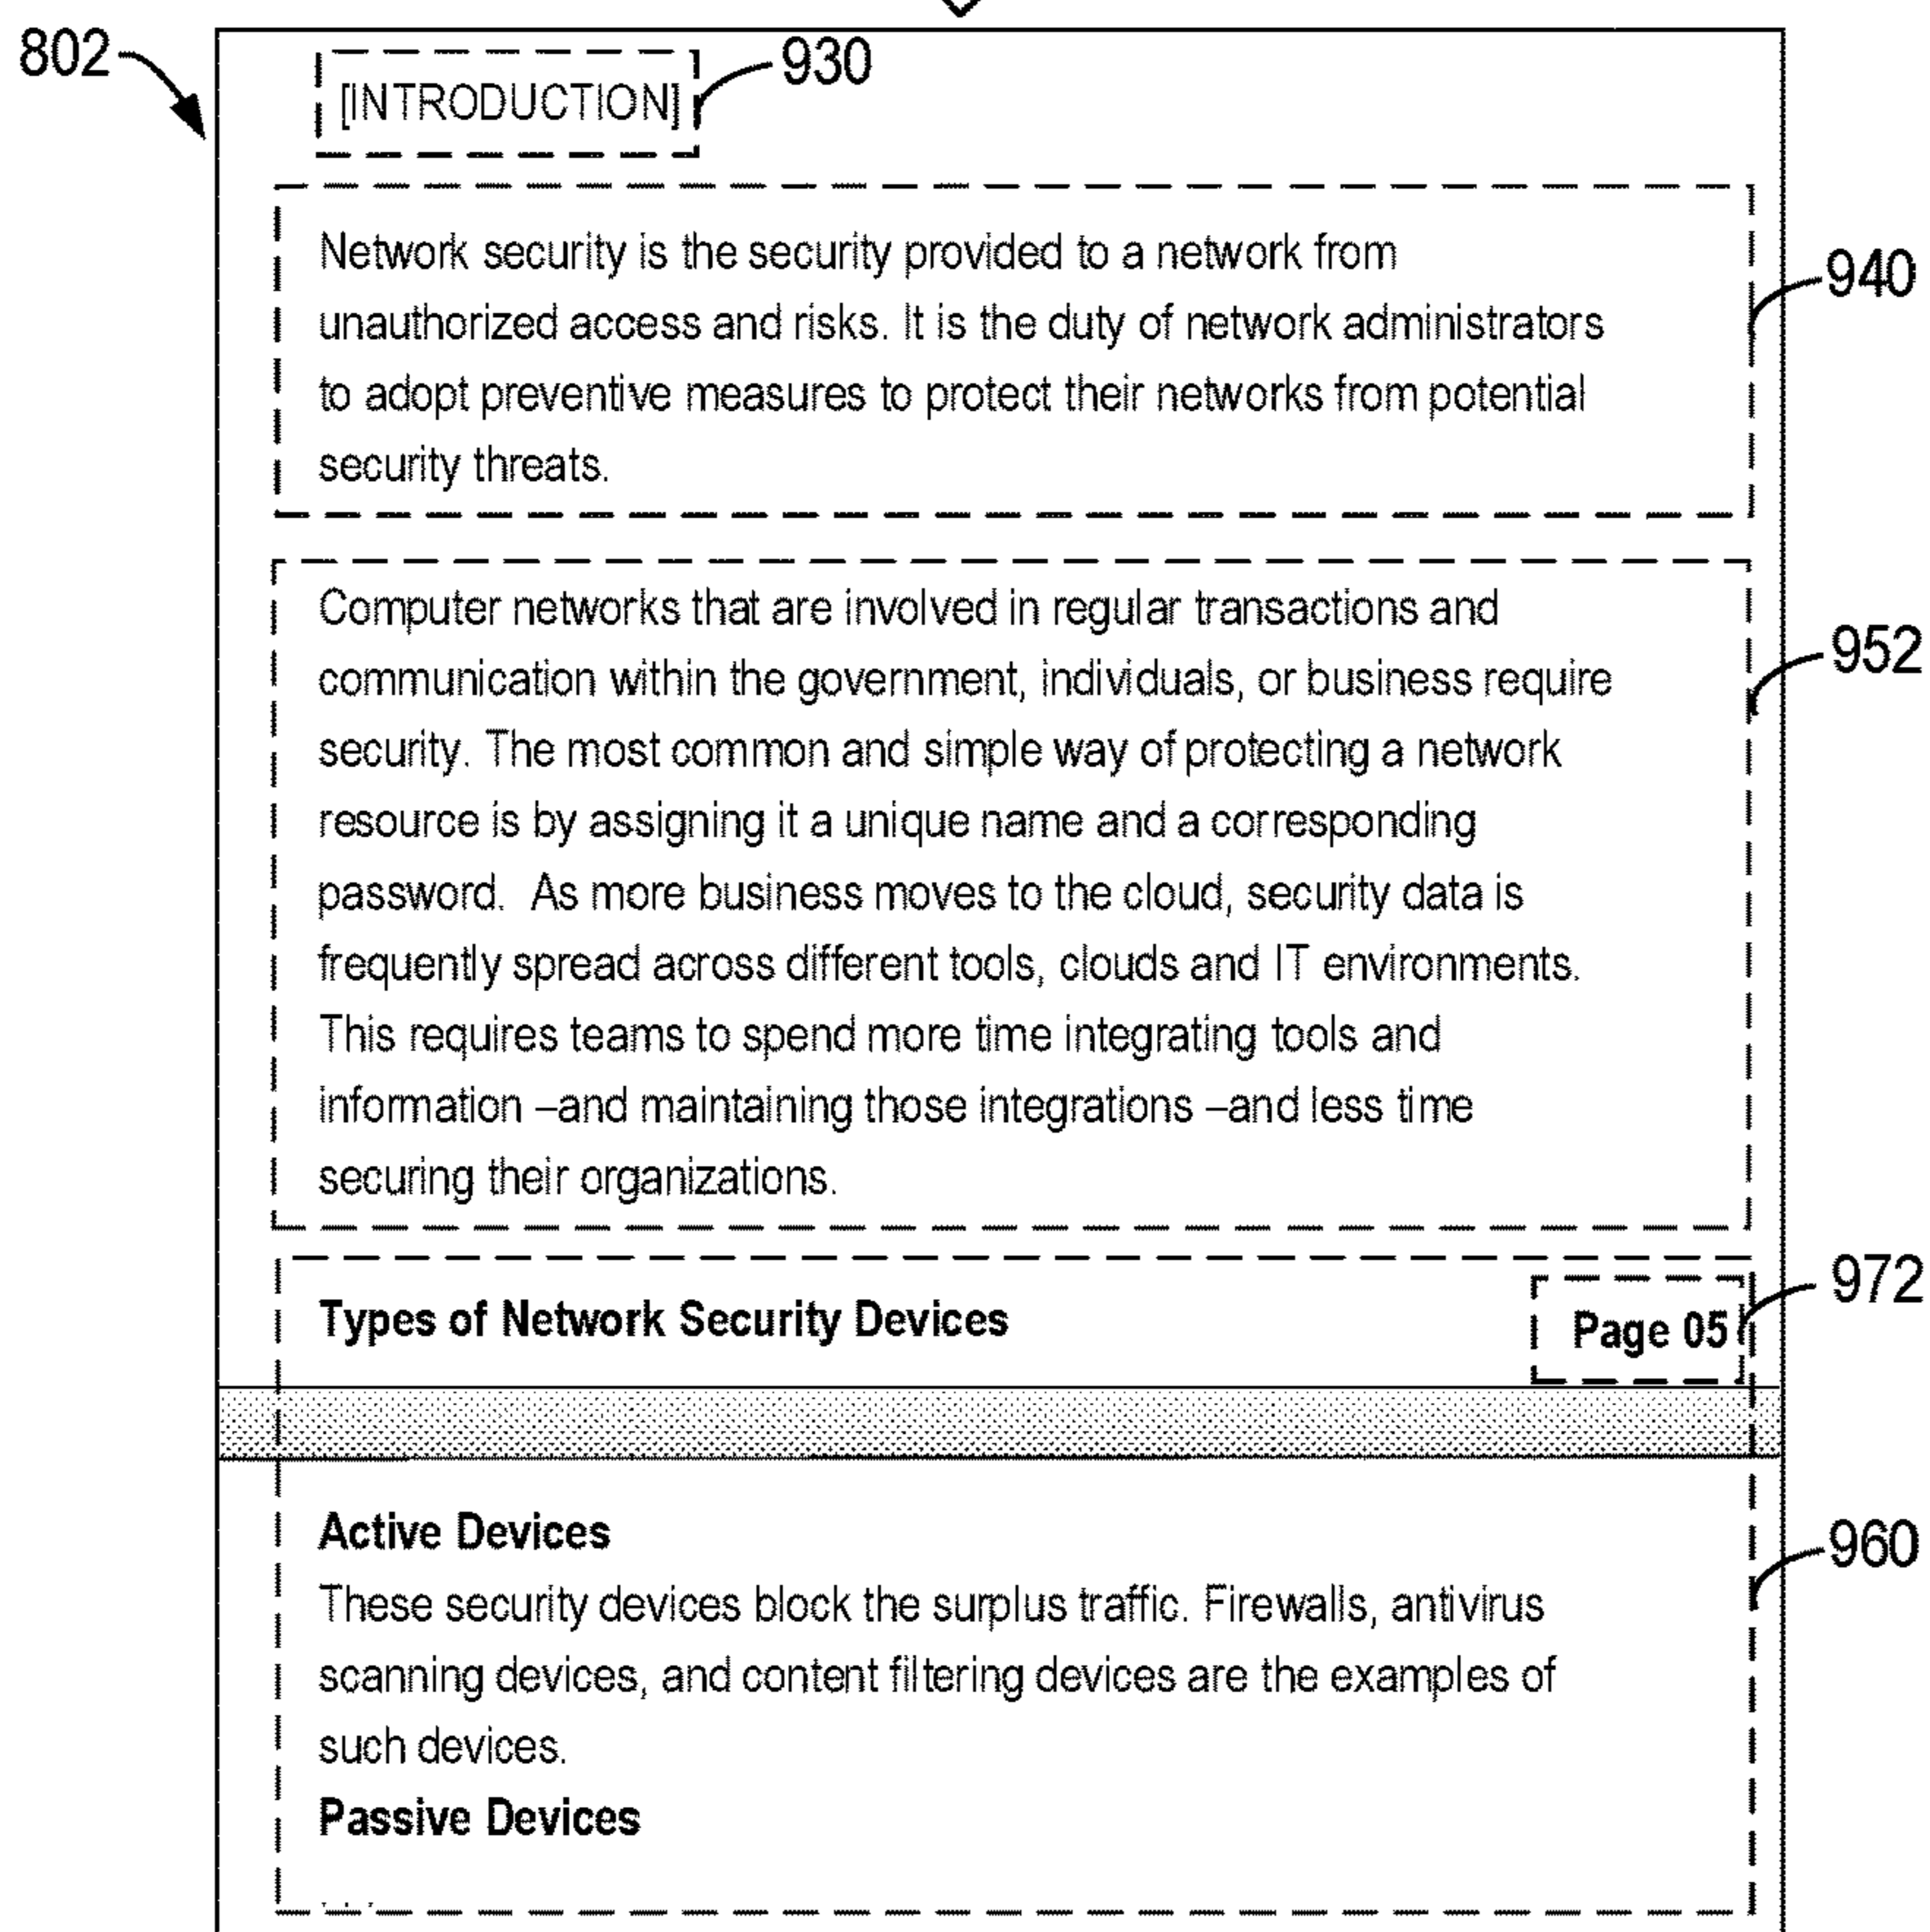 802
[INTRODUCTION]
930
Network security is the security provided to a network from
unauthorized access and risks. It is the duty of network administrators
to adopt preventive measures to protect their networks from potential
security threats.
940
Computer networks that are involved in regular transactions and
communication within the government, individuals, or business require
security. The most common and simple way of protecting a network
resource is by assigning it a unique name and a corresponding
password.  As more business moves to the cloud, security data is
frequently spread across different tools, clouds and IT environments.
This requires teams to spend more time integrating tools and
information –and maintaining those integrations –and less time
securing their organizations.
952
Types of Network Security Devices
Page 05
972
Active Devices
These security devices block the surplus traffic. Firewalls, antivirus
scanning devices, and content filtering devices are the examples of
such devices.
Passive Devices
. . .
960